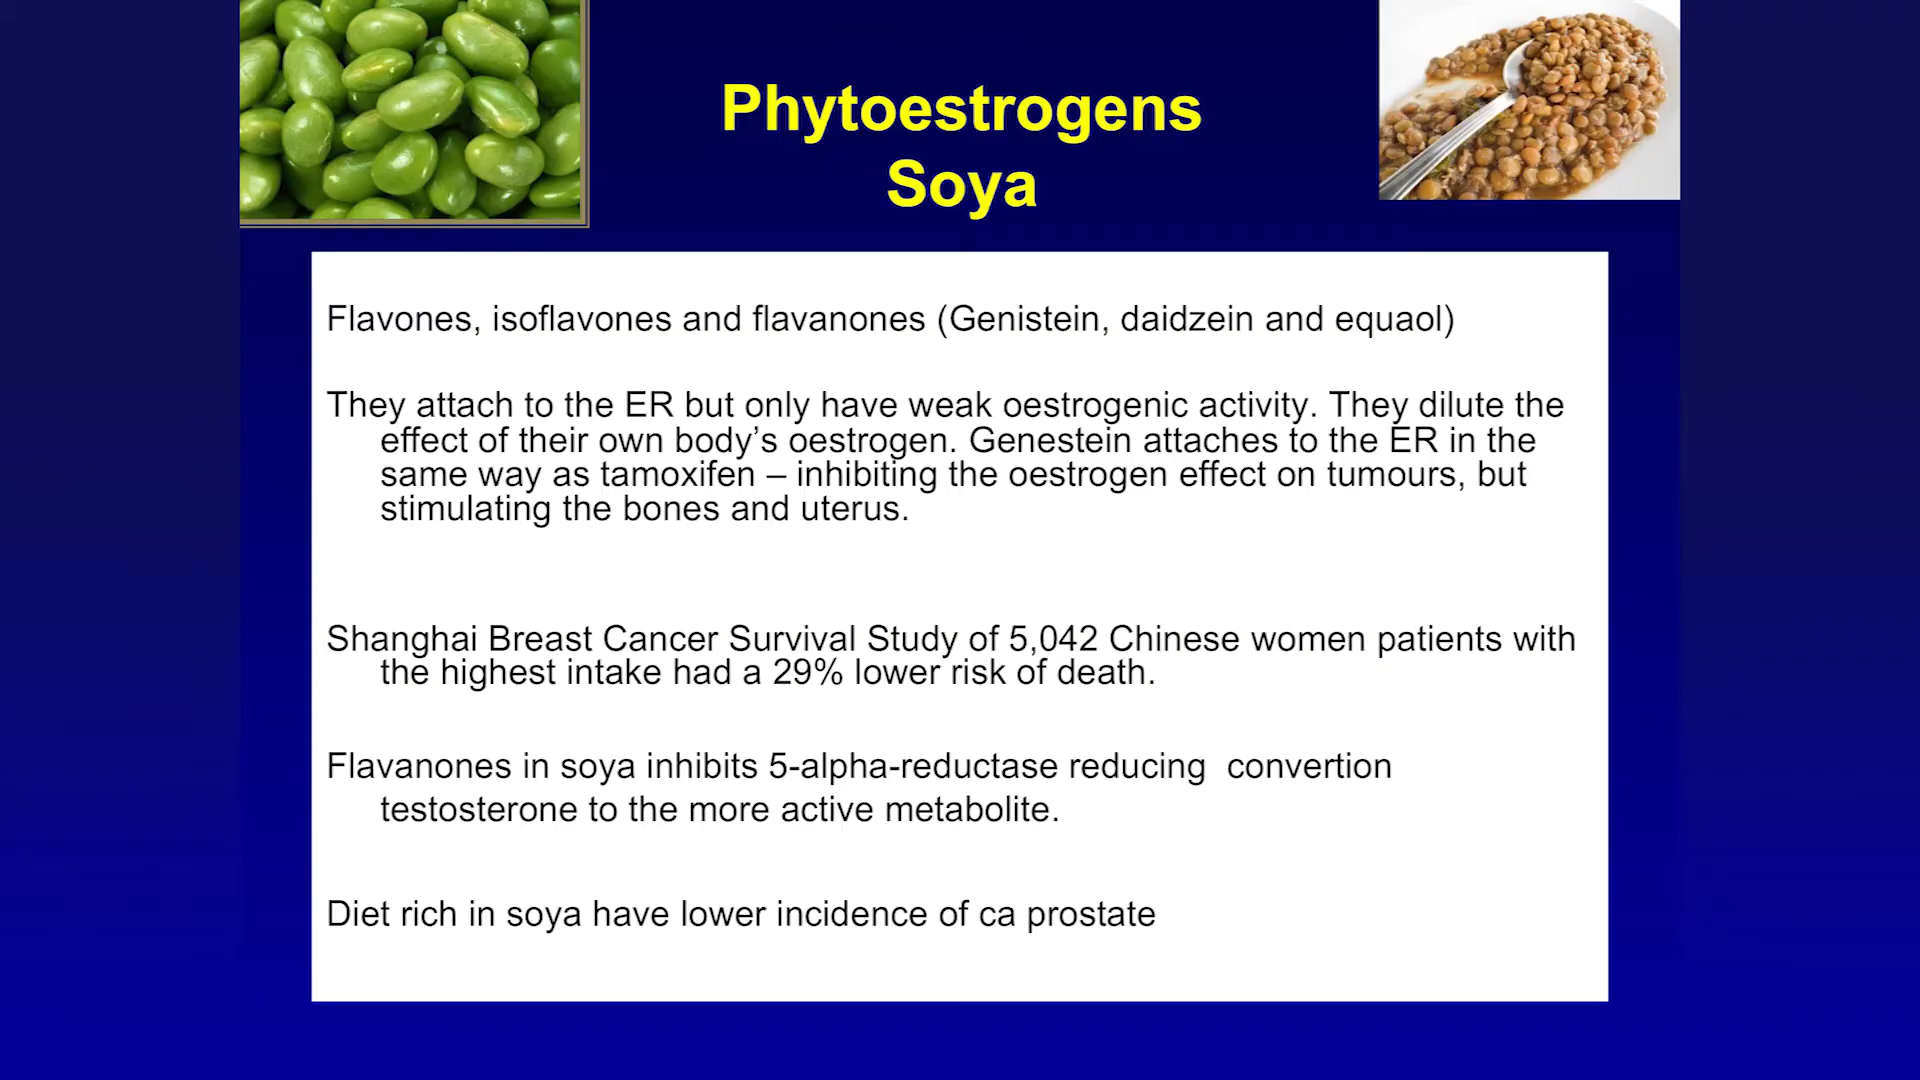 Phytoestrogens
Soya
Flavones, isoflavones and flavanones (Genistein, daidzein and equaol)
They attach to the ER but only have weak oestrogenic activity. They dilute the
effect of their own body’s oestrogen. Genestein attaches to the ER in the
same way as tamoxifen – inhibiting the oestrogen effect on tumours, but
stimulating the bones and uterus.
Shanghai Breast Cancer Survival Study of 5,042 Chinese women patients with
the highest intake had a 29% lower risk of death.
Flavanones in soya inhibits 5-alpha-reductase reducing  convertion
testosterone to the more active metabolite.
Diet rich in soya have lower incidence of ca prostate